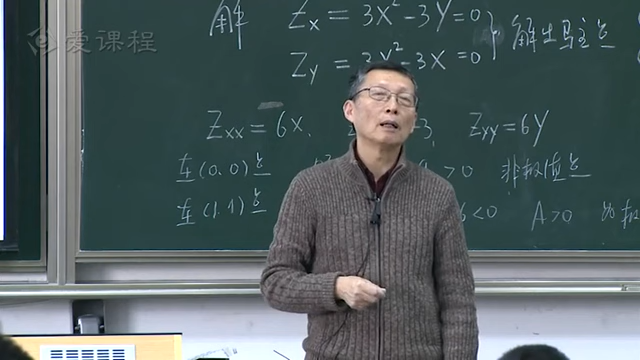 爱课程
解 Zx = 3x² - 3y = 0 解出驻点
Zy = 3y² - 3x = 0
Zxx = 6x, -3, Zxy = 6y
在(0,0)点 > 0 非极值点
在(1,1)点 < 0 A > 0